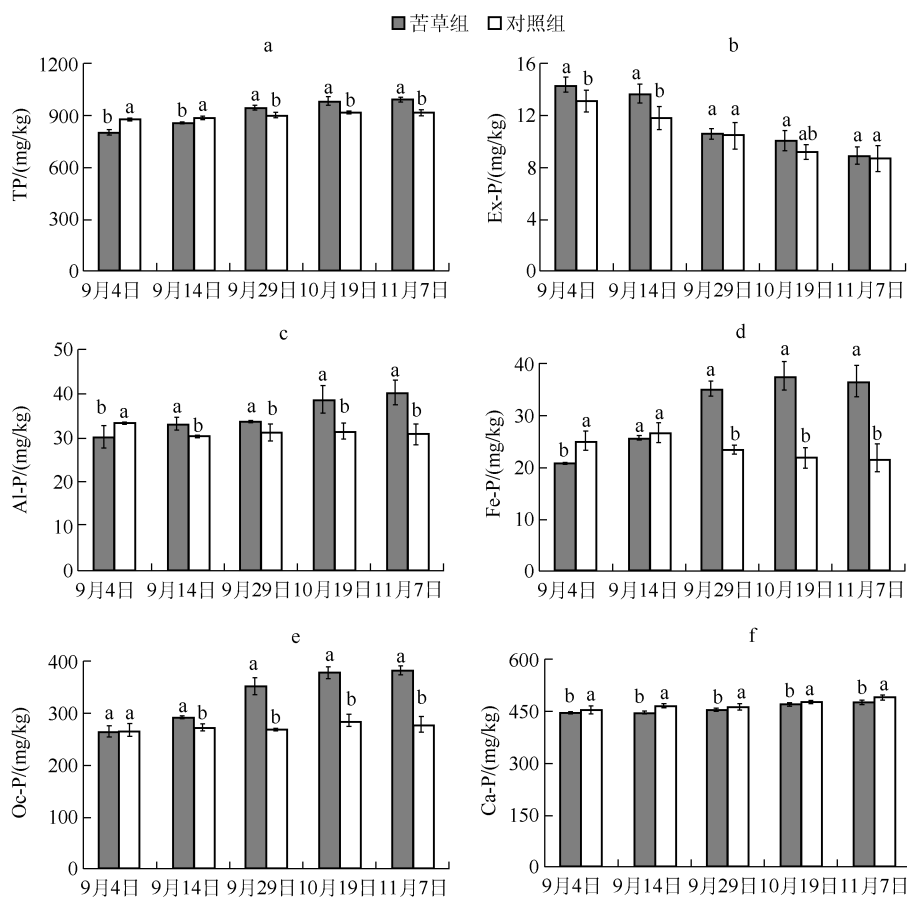 苦草组 对照组
a
TP/(mg/kg)
1200
900
600
300
0
b a b a a b a b a b
9月4日 9月14日 9月29日 10月19日 11月7日
b
Ex-P/(mg/kg)
16
12
8
4
0
a b a b a a a ab a a
9月4日 9月14日 9月29日 10月19日 11月7日
c
Al-P/(mg/kg)
50
40
30
20
10
0
b a a b a b a b a b
9月4日 9月14日 9月29日 10月19日 11月7日
d
Fe-P/(mg/kg)
40
30
20
10
0
b a a a a b a b a b
9月4日 9月14日 9月29日 10月19日 11月7日
e
Oc-P/(mg/kg)
400
300
200
100
0
a a a b a b a b a b
9月4日 9月14日 9月29日 10月19日 11月7日
f
Ca-P/(mg/kg)
600
450
300
150
0
b a b a b a b a b a
9月4日 9月14日 9月29日 10月19日 11月7日